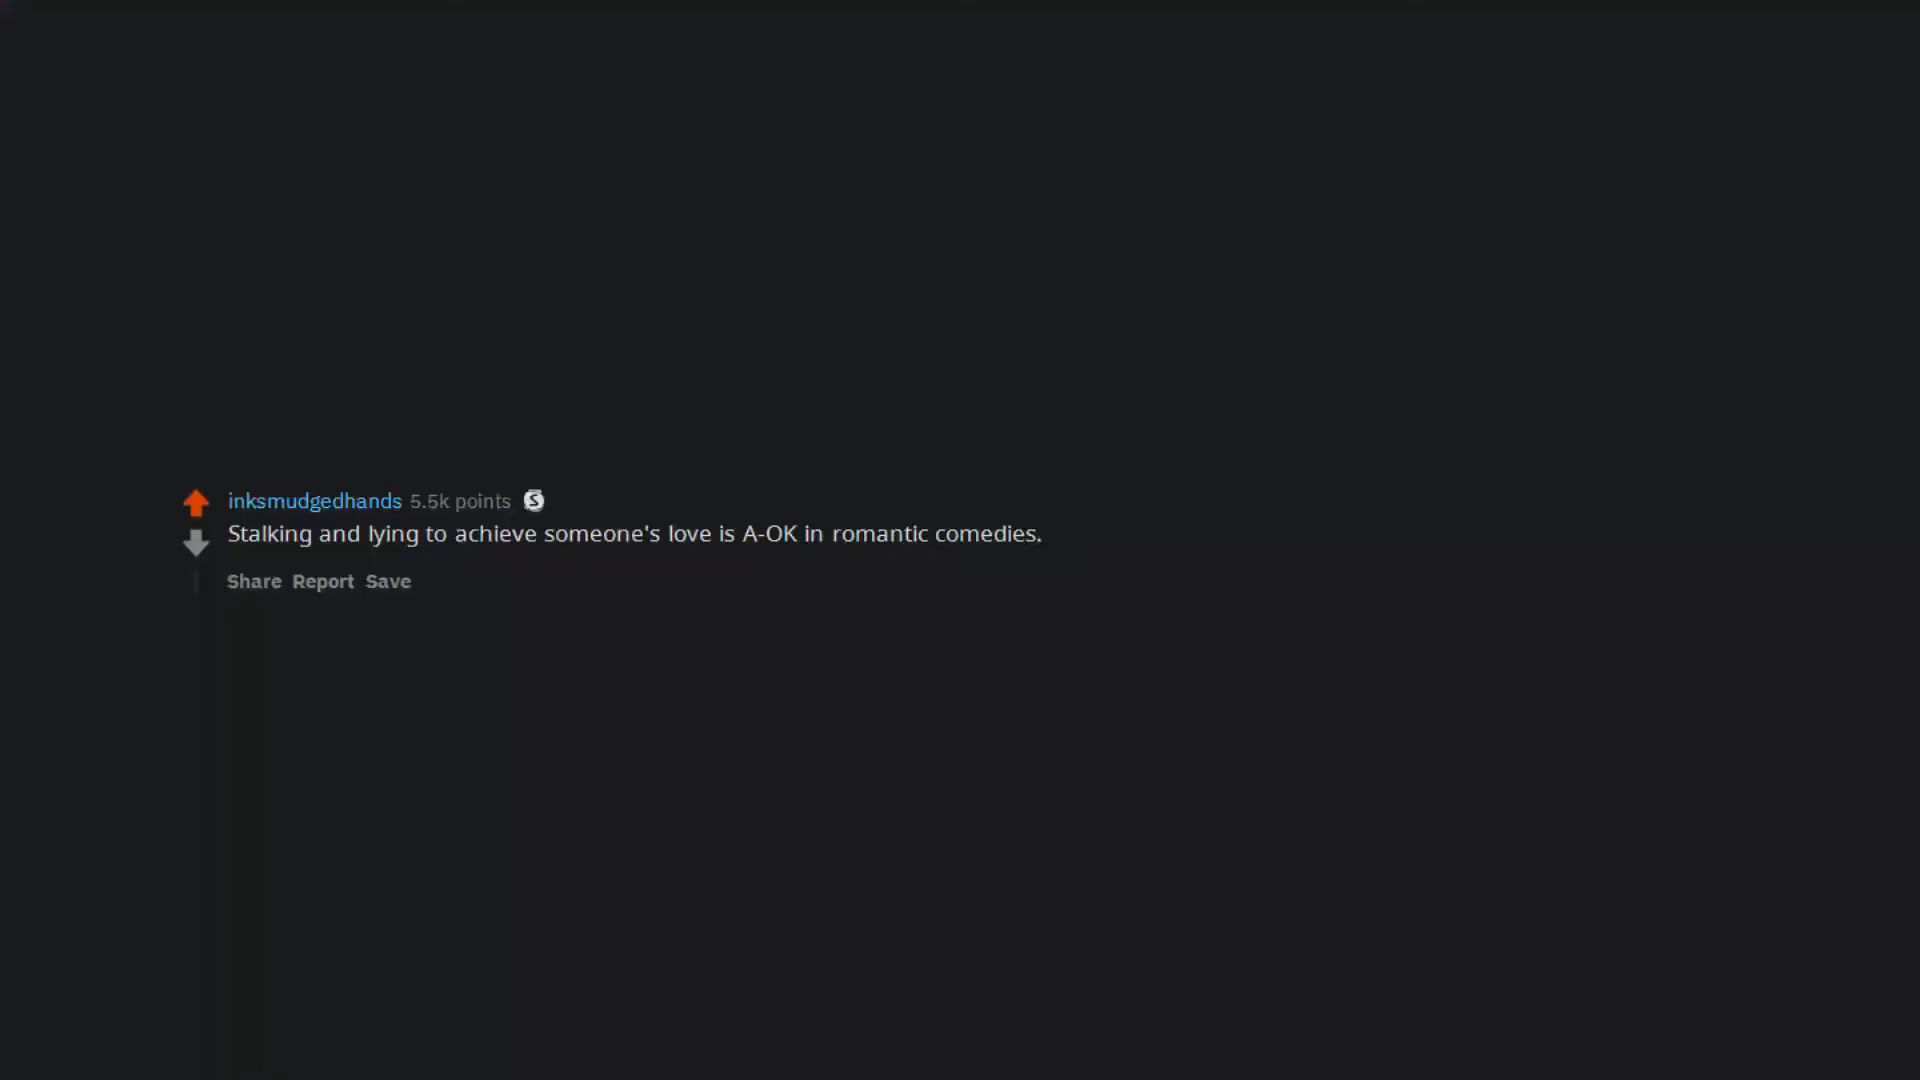 inksmudgedhands 5.5k points S
Stalking and lying to achieve someone's love is A-OK in romantic comedies.
Share Report Save